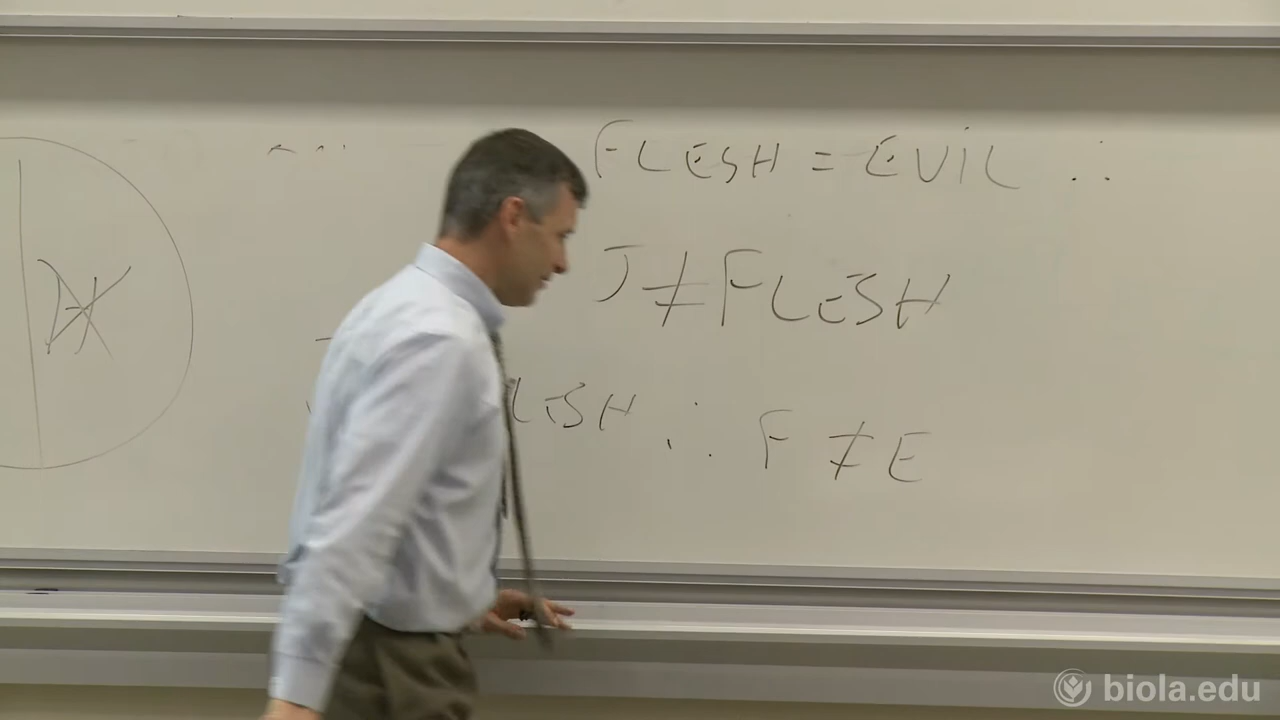 FLESH = EVIL ∴
J ≠ FLESH
LESH ∴ F ≠ E
biola.edu